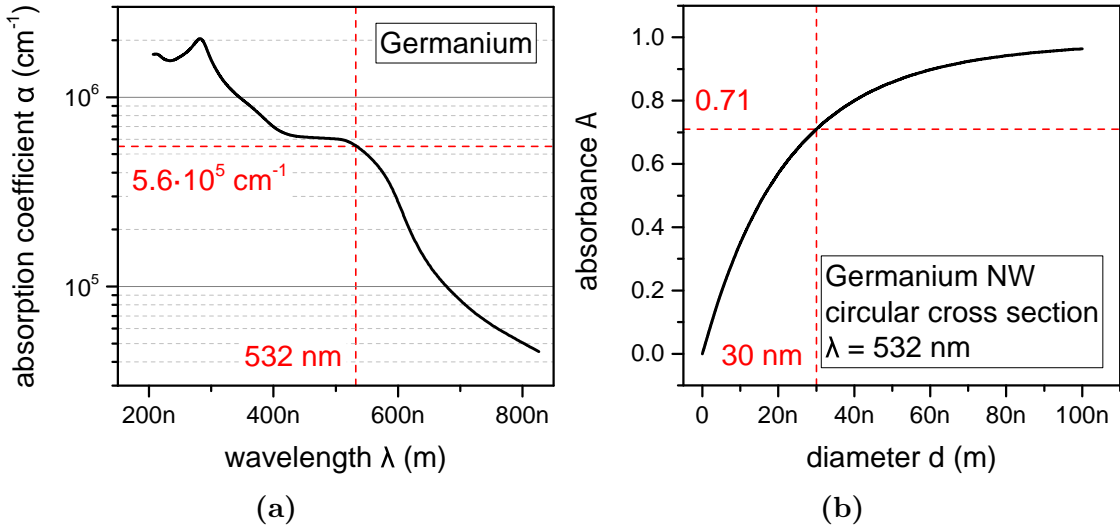 absorption coefficient α (cm⁻¹)
10⁶
10⁵
Germanium
5.6·10⁵ cm⁻¹
532 nm
200n 400n 600n 800n
wavelength λ (m)
(a)
absorbance A
1.0
0.8
0.6
0.4
0.2
0.0
0.71
30 nm
Germanium NW
circular cross section
λ = 532 nm
0 20n 40n 60n 80n 100n
diameter d (m)
(b)